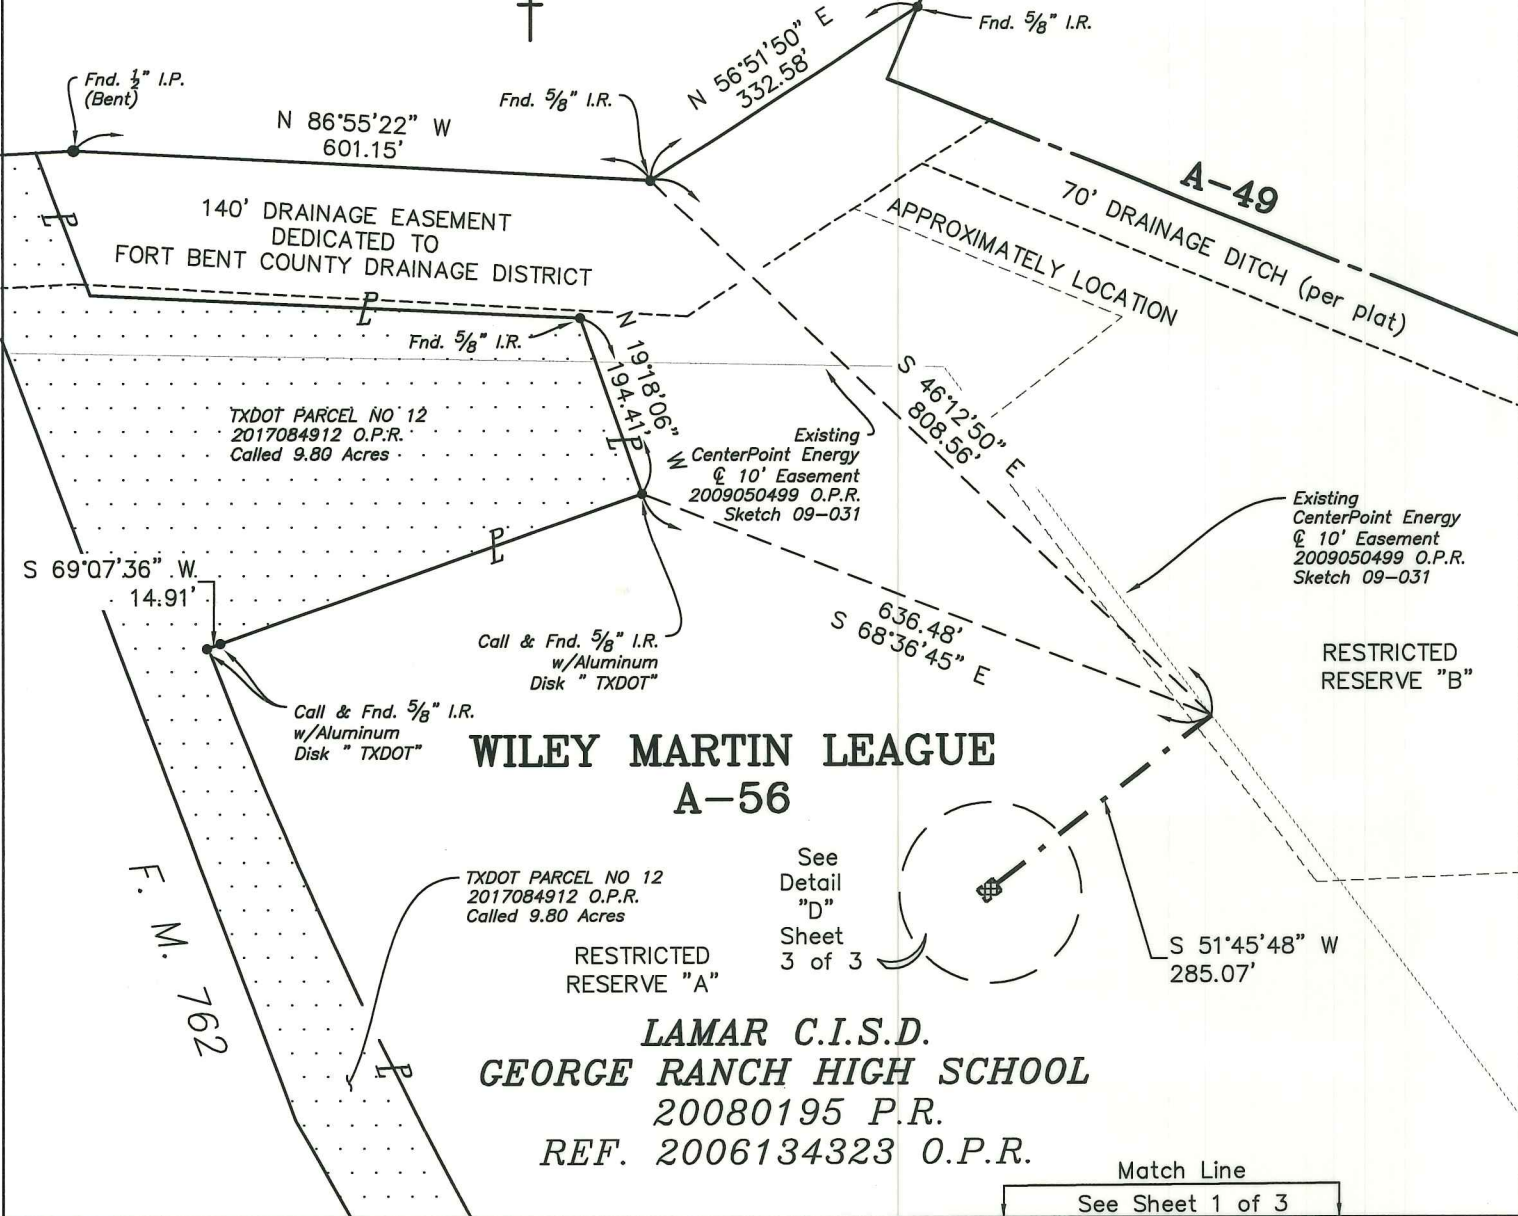 N 56°51'50" E
332.58'
Fnd. 5/8" I.R.
Fnd. 1/2" I.P.
(Bent)
Fnd. 5/8" I.R.
N 86°55'22" W
601.15'
A-49
70' DRAINAGE DITCH (per plat)
APPROXIMATELY LOCATION
140' DRAINAGE EASEMENT
DEDICATED TO
FORT BENT COUNTY DRAINAGE DISTRICT
PL
PL
Fnd. 5/8" I.R.
N 19°18'06" W
194.41'
PL
S 46°12'50" E
808.56'
TXDOT PARCEL NO 12
2017084912 O.P.R.
Called 9.80 Acres
Existing
CenterPoint Energy
℄ 10' Easement
2009050499 O.P.R.
Sketch 09-031
Existing
CenterPoint Energy
℄ 10' Easement
2009050499 O.P.R.
Sketch 09-031
PL
S 69°07'36" W
14.91'
636.48'
S 68°36'45" E
Call & Fnd. 5/8" I.R.
w/Aluminum
Disk " TXDOT"
RESTRICTED
RESERVE "B"
Call & Fnd. 5/8" I.R.
w/Aluminum
Disk " TXDOT"
WILEY MARTIN LEAGUE
A-56
F. M. 762
TXDOT PARCEL NO 12
2017084912 O.P.R.
Called 9.80 Acres
See
Detail
"D"
Sheet
3 of 3
S 51°45'48" W
285.07'
RESTRICTED
RESERVE "A"
PL
LAMAR C.I.S.D.
GEORGE RANCH HIGH SCHOOL
20080195 P.R.
REF. 2006134323 O.P.R.
Match Line
See Sheet 1 of 3